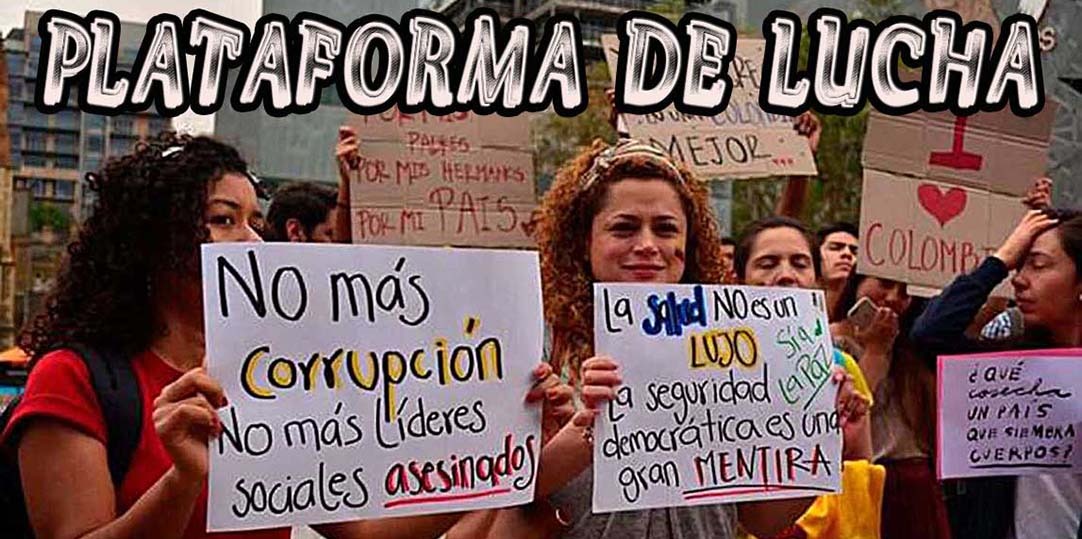 PLATAFORMA DE LUCHA
PADRES
POR MIS HERMANOS
POR MI PAIS
MEJOR...
I
COLOMBI
No más
corrupción
No más Líderes
sociales asesinados
La Salud NO es un
LUJO
La seguridad
democrática es una
gran MENTIRA
Sí a
LA PAZ
¿QUÉ
cosecha
UN PAIS
QUE SIEMBRA
CUERPOS?